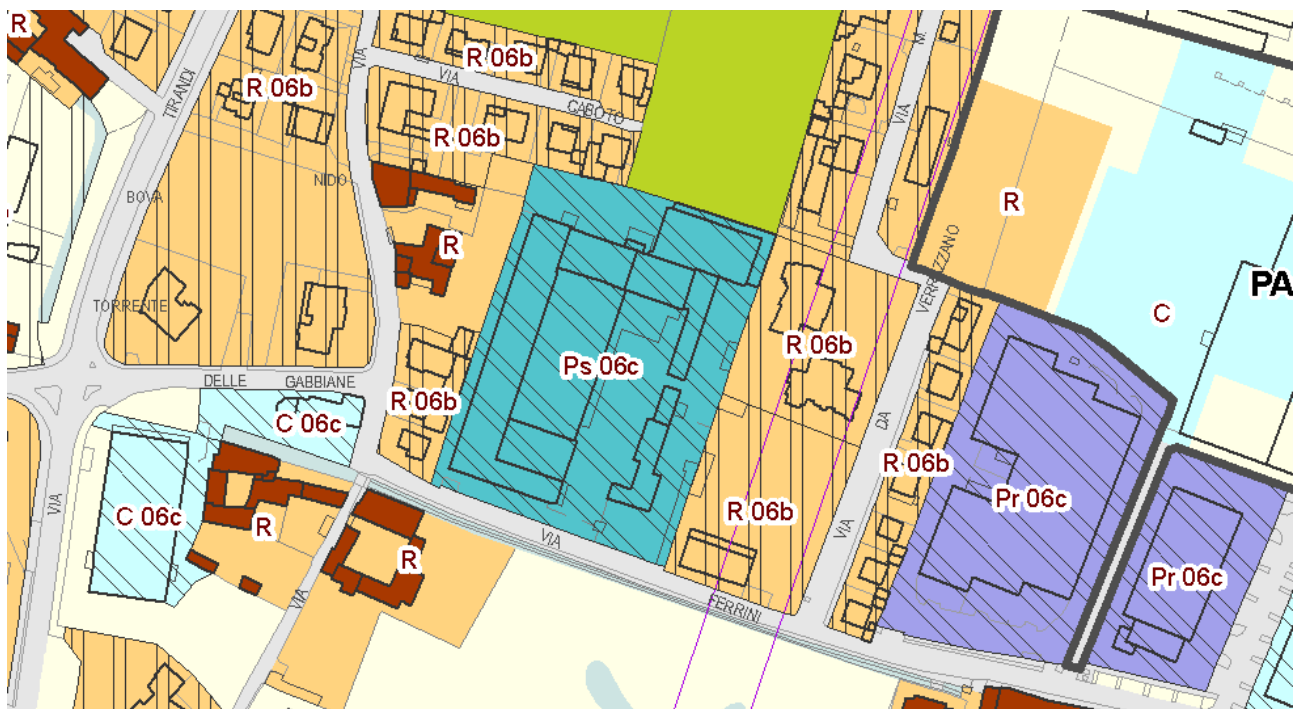 R
VIA
M
R 06b
VIA
R 06b
TIRANDI
CABOTO
R 06b
VIA
NIDO
BOVA
R
R
VERRAZZANO
PA
TORRENTE
C
R 06b
Ps 06c
DELLE
GABBIANE
R 06b
C 06c
DA
R 06b
Pr 06c
VIA
C 06c
R
R 06b
VIA
VIA
R
Pr 06c
VIA
FERRINI